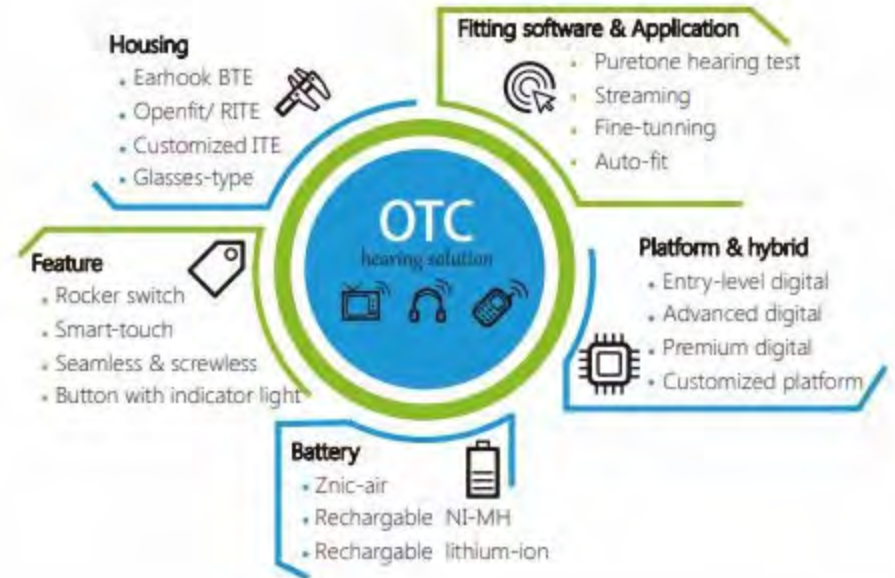 Housing
• Earhook BTE
• Openfit/ RITE
• Customized ITE
• Glasses-type
Fitting software & Application
• Puretone hearing test
• Streaming
• Fine-tunning
• Auto-fit
OTC
hearing solution
Feature
• Rocker switch
• Smart-touch
• Seamless & screwless
• Button with indicator light
Platform & hybrid
• Entry-level digital
• Advanced digital
• Premium digital
• Customized platform
Battery
• Znic-air
• Rechargable NI-MH
• Rechargable lithium-ion